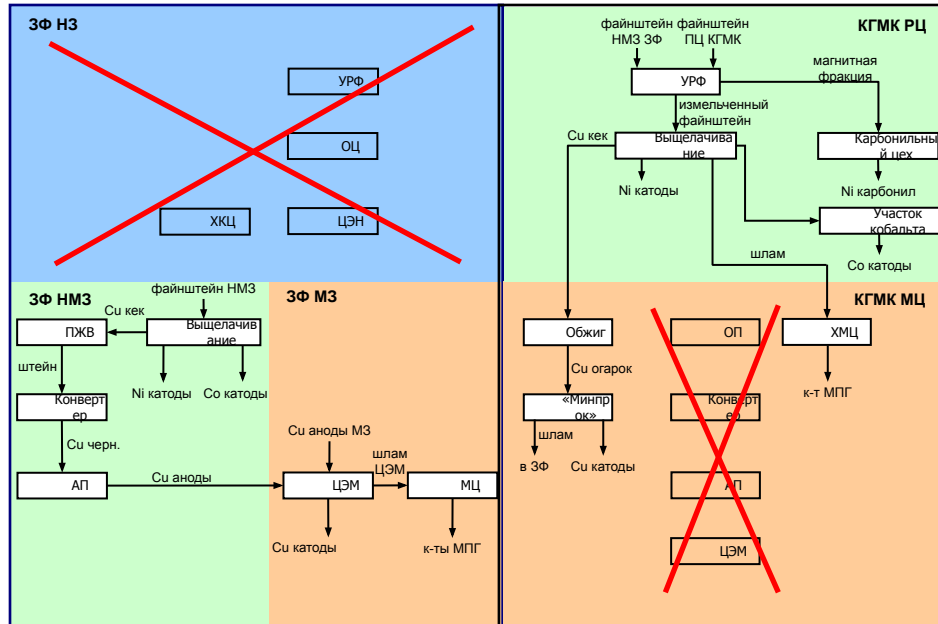 ЗФ НЗ
УРФ
ОЦ
ХКЦ
ЦЭН
КГМК РЦ
файнштейн
НМЗ ЗФ
файнштейн
ПЦ КГМК
УРФ
магнитная
фракция
измельченный
файнштейн
Cu кек
Выщелачива
ние
Карбонильны
й цех
Ni катоды
Ni карбонил
Участок
кобальта
шлам
Co катоды
ЗФ НМЗ
файнштейн НМЗ
Cu кек
ПЖВ
Выщелачив
ание
штейн
Ni катоды
Co катоды
Конверт
ер
Cu черн.
АП
Cu аноды
ЗФ МЗ
Cu аноды МЗ
шлам
ЦЭМ
ЦЭМ
МЦ
Cu катоды
к-ты МПГ
КГМК МЦ
Обжиг
ОП
ХМЦ
Cu огарок
к-т МПГ
«Минпр
ок»
Конверт
ер
шлам
в ЗФ
Cu катоды
АП
ЦЭМ